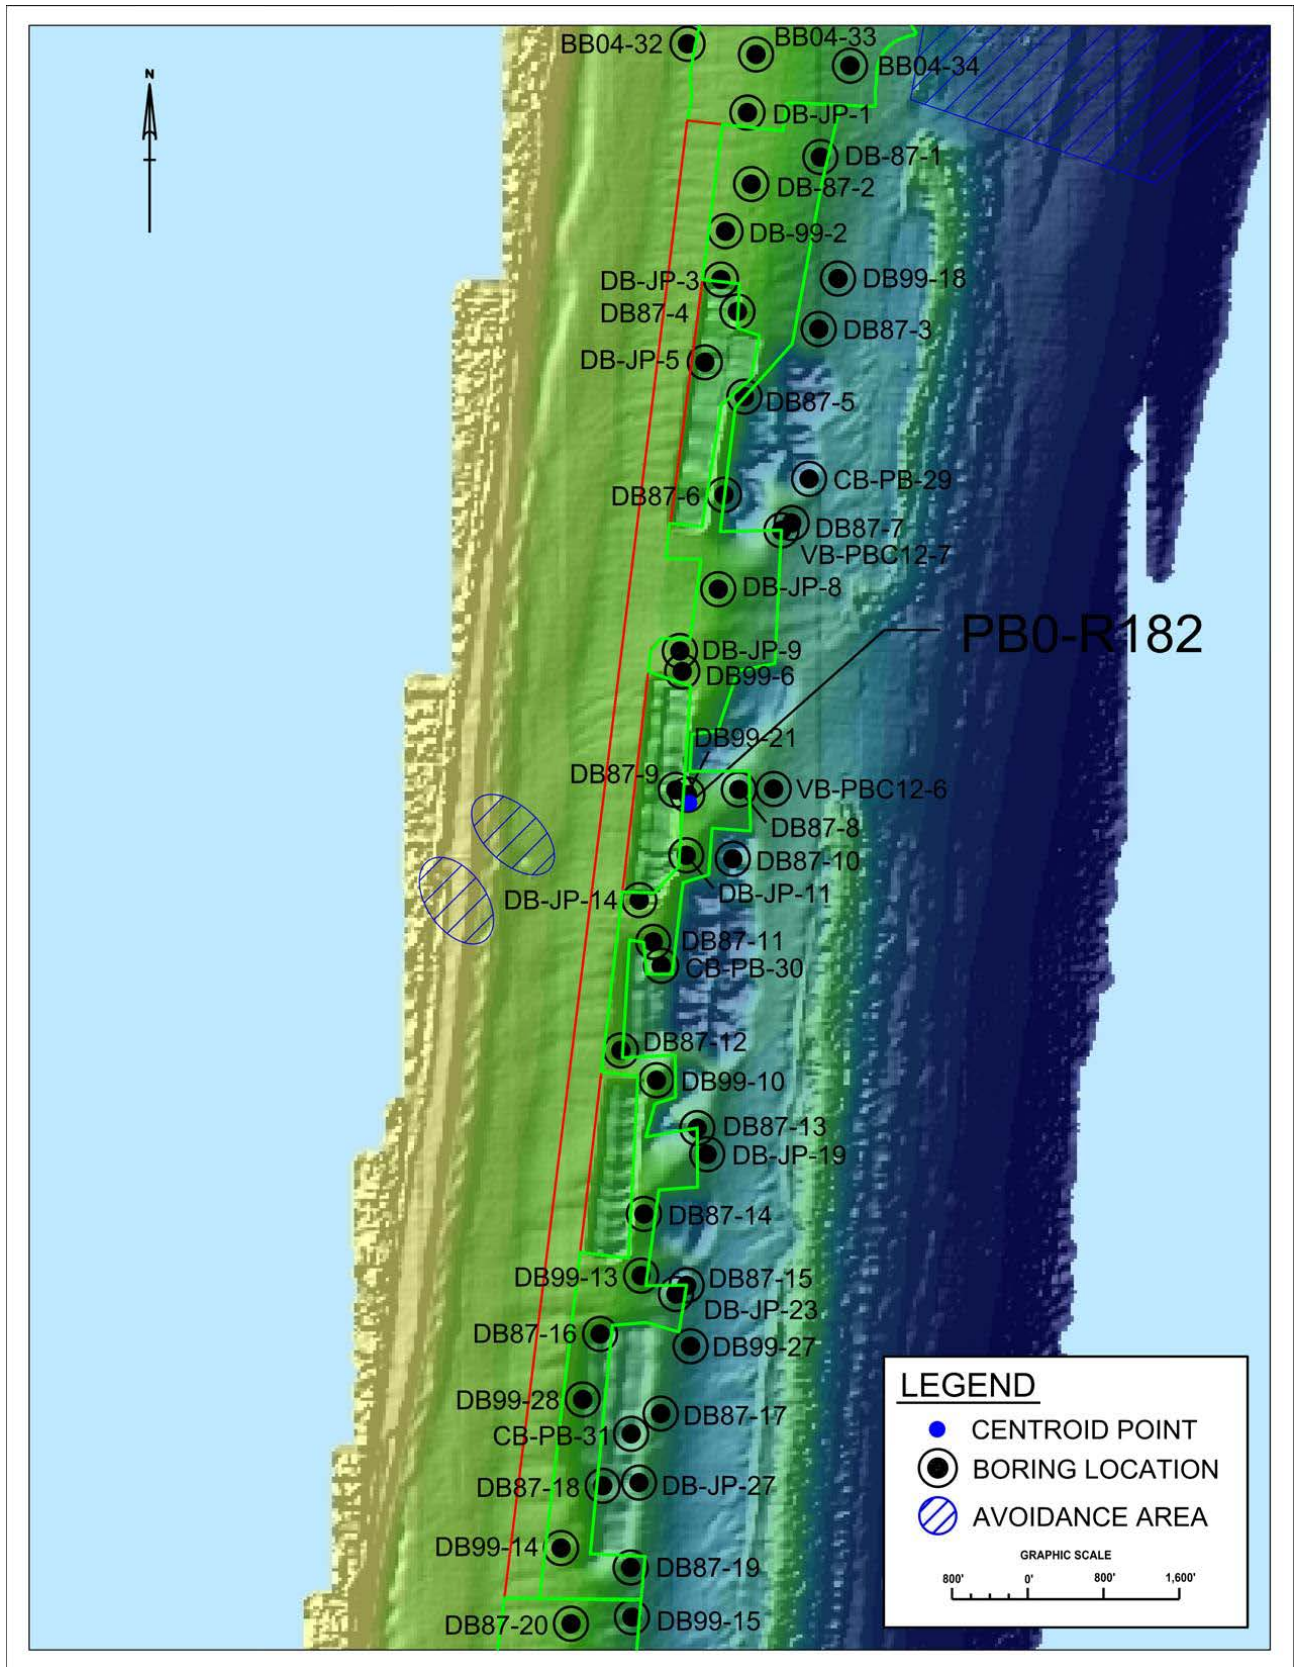 N
BB04-32
BB04-33
BB04-34
DB-JP-1
DB-87-1
DB-87-2
DB-99-2
DB-JP-3
DB99-18
DB87-4
DB87-3
DB-JP-5
DB87-5
CB-PB-29
DB87-6
DB87-7
VB-PBC12-7
DB-JP-8
PB0-R182
DB-JP-9
DB99-6
DB99-21
DB87-9
VB-PBC12-6
DB87-8
DB87-10
DB-JP-11
DB-JP-14
DB87-11
CB-PB-30
DB87-12
DB99-10
DB87-13
DB-JP-19
DB87-14
DB99-13
DB87-15
DB-JP-23
DB87-16
DB99-27
DB99-28
DB87-17
CB-PB-31
DB87-18
DB-JP-27
DB99-14
DB87-19
DB87-20
DB99-15
LEGEND
CENTROID POINT
BORING LOCATION
AVOIDANCE AREA
GRAPHIC SCALE
800' 0' 800' 1,600'